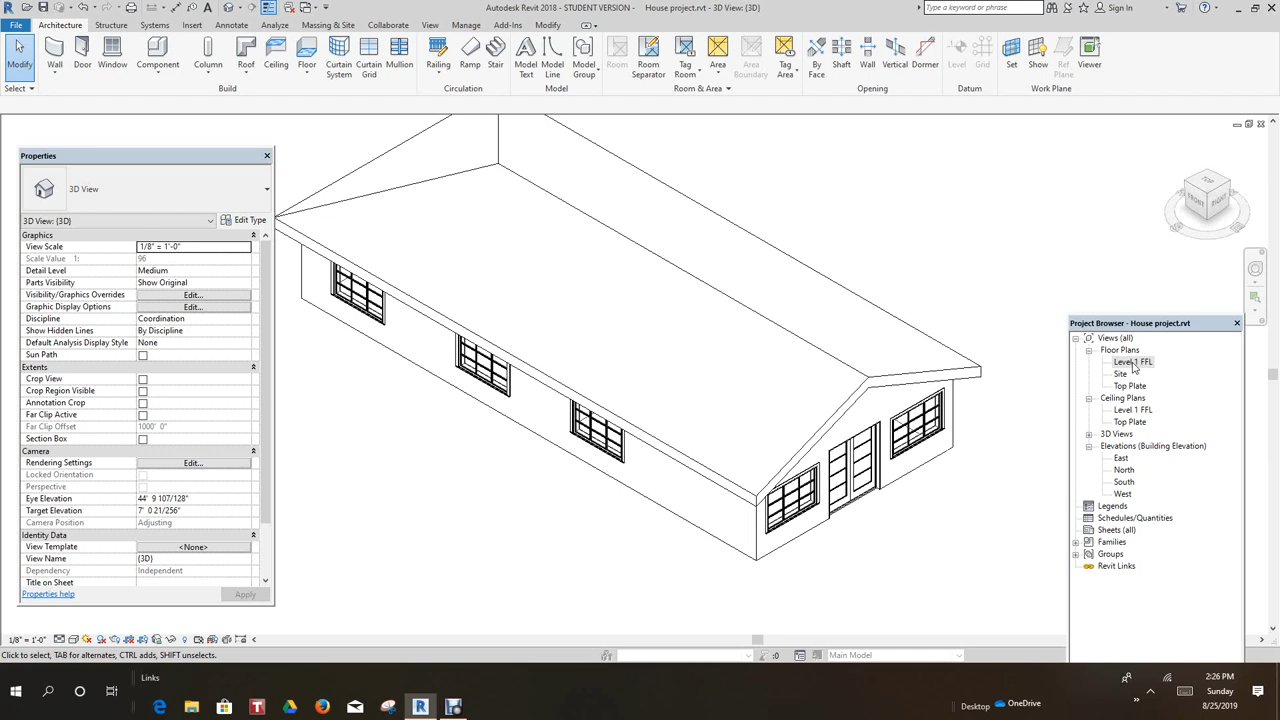 Autodesk Revit 2018 - STUDENT VERSION - House project.rvt - 3D View: {3D}
Type a keyword or phrase
Sign In
File Architecture Structure Systems Insert Annotate Analyze Massing & Site Collaborate View Manage Add-Ins Modify
Modify Wall Door Window Component Column Roof Ceiling Floor Curtain System Curtain Grid Mullion Railing Ramp Stair Model Text Model Line Model Group Room Room Separator Tag Room Area Area Boundary Tag Area By Face Shaft Wall Vertical Dormer Level Grid Set Show Ref Plane Viewer
Select Build Circulation Model Room & Area Opening Datum Work Plane
Properties
3D View
3D View: {3D} Edit Type
Graphics
View Scale 1/8" = 1'-0"
Scale Value 1: 96
Detail Level Medium
Parts Visibility Show Original
Visibility/Graphics Overrides Edit...
Graphic Display Options Edit...
Discipline Coordination
Show Hidden Lines By Discipline
Default Analysis Display Style None
Sun Path
Extents
Crop View
Crop Region Visible
Annotation Crop
Far Clip Active
Far Clip Offset 1000' 0"
Section Box
Camera
Rendering Settings Edit...
Locked Orientation
Perspective
Eye Elevation 44' 9 107/128"
Target Elevation 7' 0 21/256"
Camera Position Adjusting
Identity Data
View Template <None>
View Name {3D}
Dependency Independent
Title on Sheet
Properties help Apply
TOP
FRONT RIGHT
Project Browser - House project.rvt
Views (all)
Floor Plans
Level 1 FFL
Site
Top Plate
Ceiling Plans
Level 1 FFL
Top Plate
3D Views
Elevations (Building Elevation)
East
North
South
West
Legends
Schedules/Quantities
Sheets (all)
Families
Groups
Revit Links
1/8" = 1'-0"
Click to select, TAB for alternates, CTRL adds, SHIFT unselects.
:0
Main Model
Links
Desktop
OneDrive
2:26 PM
Sunday
8/25/2019